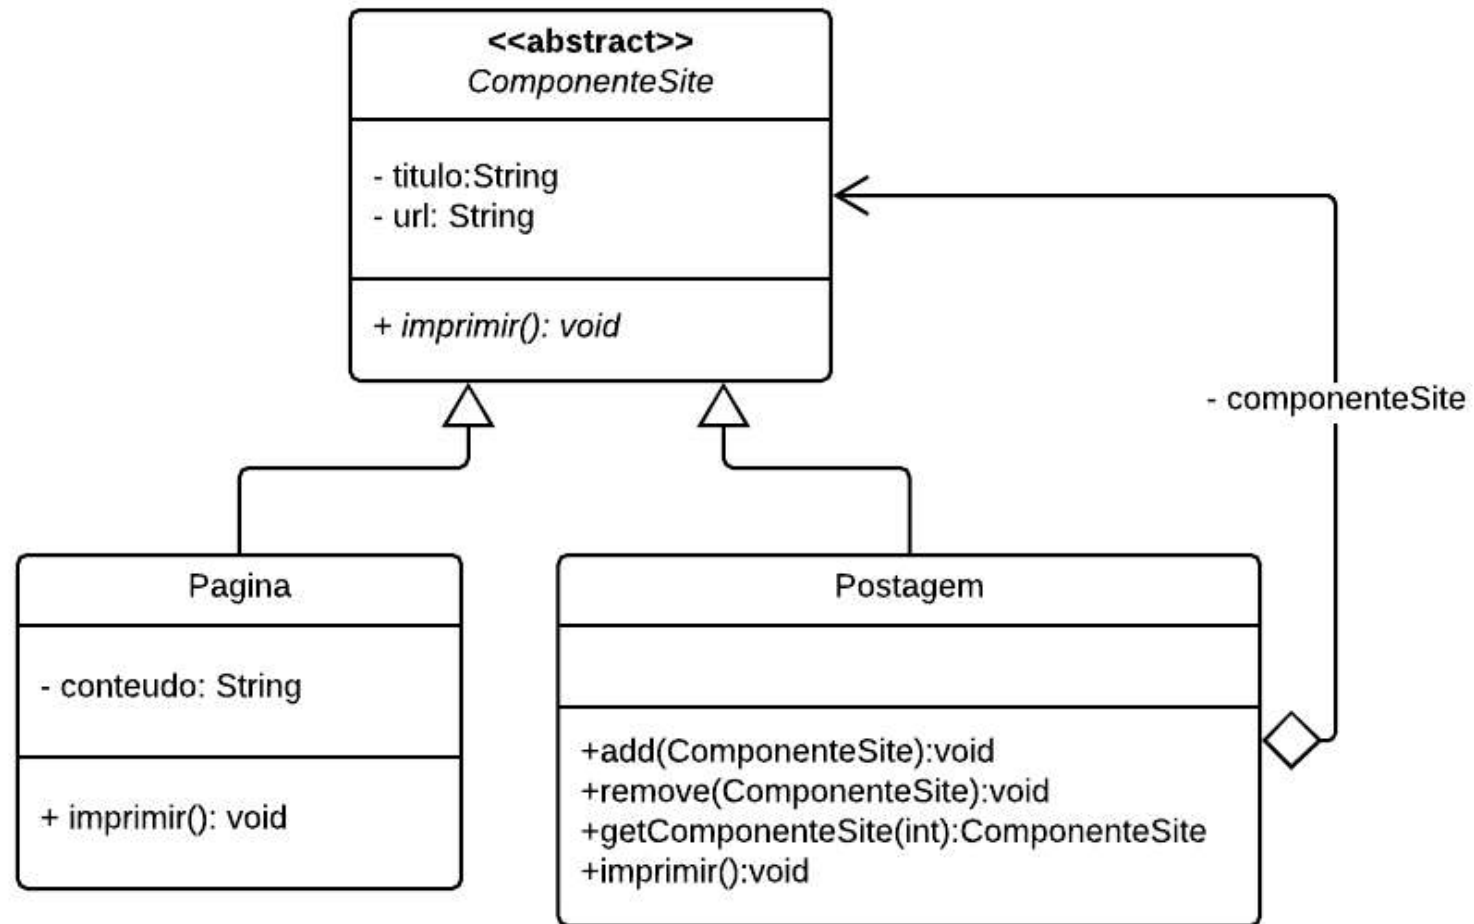 <<abstract>>
ComponenteSite
- titulo:String
- url: String
+ imprimir(): void
- componenteSite
Pagina
- conteudo: String
+ imprimir(): void
Postagem
+add(ComponenteSite):void
+remove(ComponenteSite):void
+getComponenteSite(int):ComponenteSite
+imprimir():void